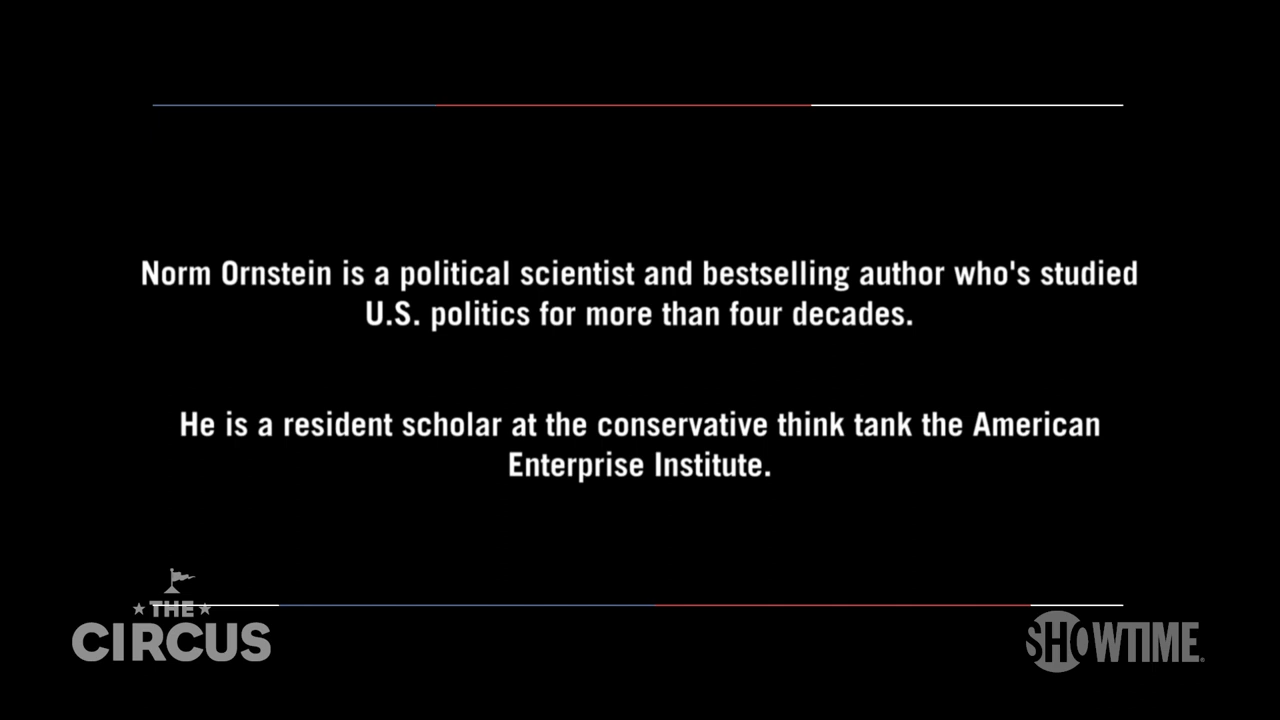 Norm Ornstein is a political scientist and bestselling author who's studied
U.S. politics for more than four decades.
He is a resident scholar at the conservative think tank the American
Enterprise Institute.
THE
CIRCUS
SHOWTIME